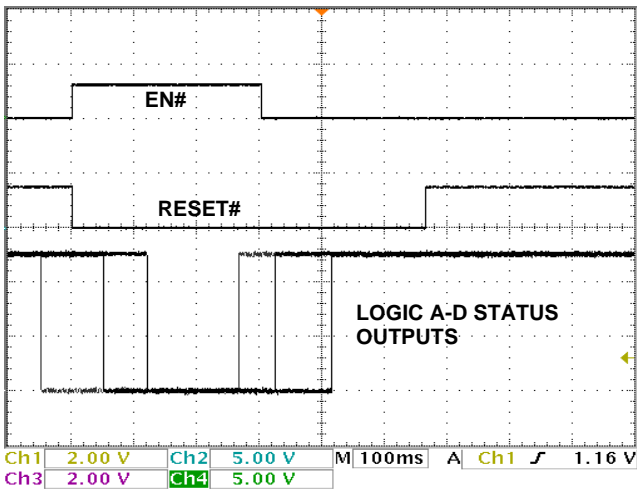 EN#
RESET#
LOGIC A-D STATUS
OUTPUTS
Ch1 2.00 V Ch2 5.00 V M 100ms A Ch1 1.16 V
Ch3 2.00 V Ch4 5.00 V